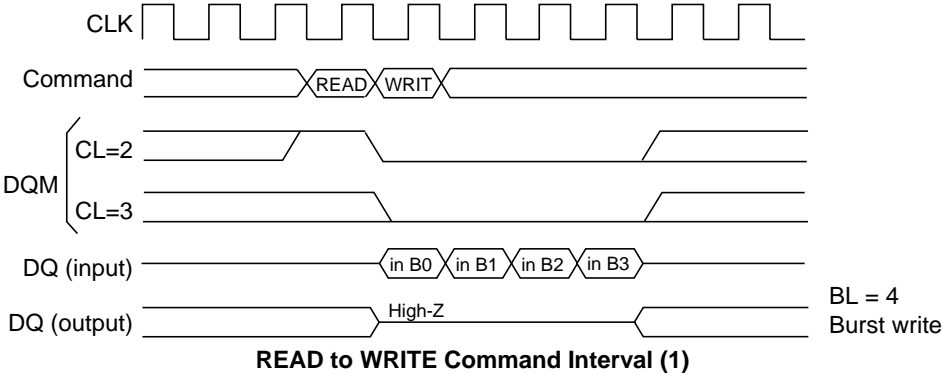 CLK
Command READ WRIT
CL=2
DQM
CL=3
DQ (input) in B0 in B1 in B2 in B3
DQ (output) High-Z
BL = 4
Burst write
READ to WRITE Command Interval (1)